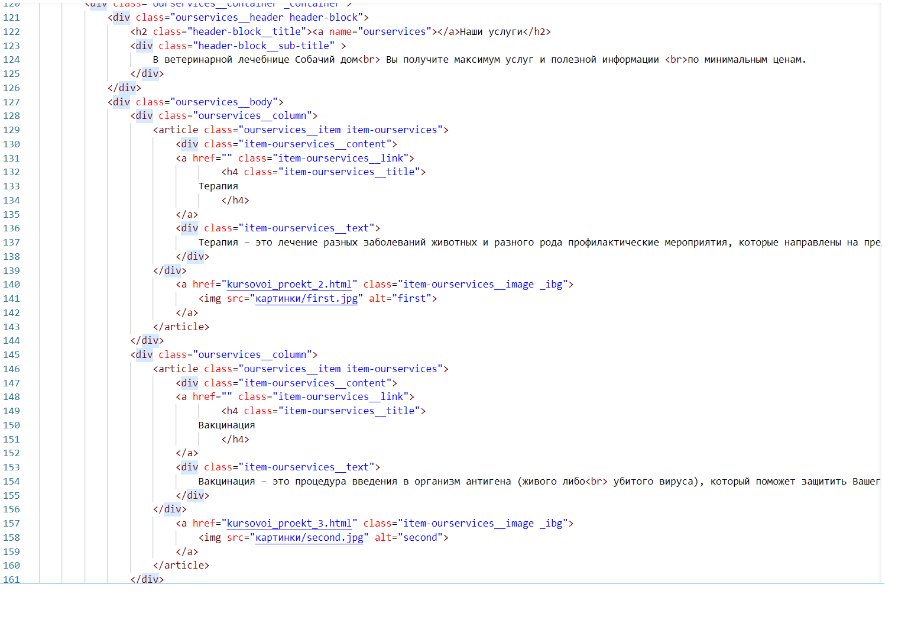 120 <div class="ourservices__container _container">
121 <div class="ourservices__header header-block">
122 <h2 class="header-block__title"><a name="ourservices"></a>Наши услуги</h2>
123 <div class="header-block__sub-title" >
124 В ветеринарной лечебнице Собачий дом<br> Вы получите максимум услуг и полезной информации <br>по минимальным ценам.
125 </div>
126 </div>
127 <div class="ourservices__body">
128 <div class="ourservices__column">
129 <article class="ourservices__item item-ourservices">
130 <div class="item-ourservices__content">
131 <a href="" class="item-ourservices__link">
132 <h4 class="item-ourservices__title">
133 Терапия
134 </h4>
135 </a>
136 <div class="item-ourservices__text">
137 Терапия – это лечение разных заболеваний животных и разного рода профилактические мероприятия, которые направлены на пре
138 </div>
139 </div>
140 <a href="kursovoi_proekt_2.html" class="item-ourservices__image _ibg">
141 <img src="картинки/first.jpg" alt="first">
142 </a>
143 </article>
144 </div>
145 <div class="ourservices__column">
146 <article class="ourservices__item item-ourservices">
147 <div class="item-ourservices__content">
148 <a href="" class="item-ourservices__link">
149 <h4 class="item-ourservices__title">
150 Вакцинация
151 </h4>
152 </a>
153 <div class="item-ourservices__text">
154 Вакцинация – это процедура введения в организм антигена (живого либо<br> убитого вируса), который поможет защитить Вашег
155 </div>
156 </div>
157 <a href="kursovoi_proekt_3.html" class="item-ourservices__image _ibg">
158 <img src="картинки/second.jpg" alt="second">
159 </a>
160 </article>
161 </div>